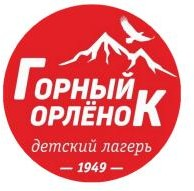 ГОРНЫЙ
ОРЛЁНОК
детский лагерь
— 1949 —